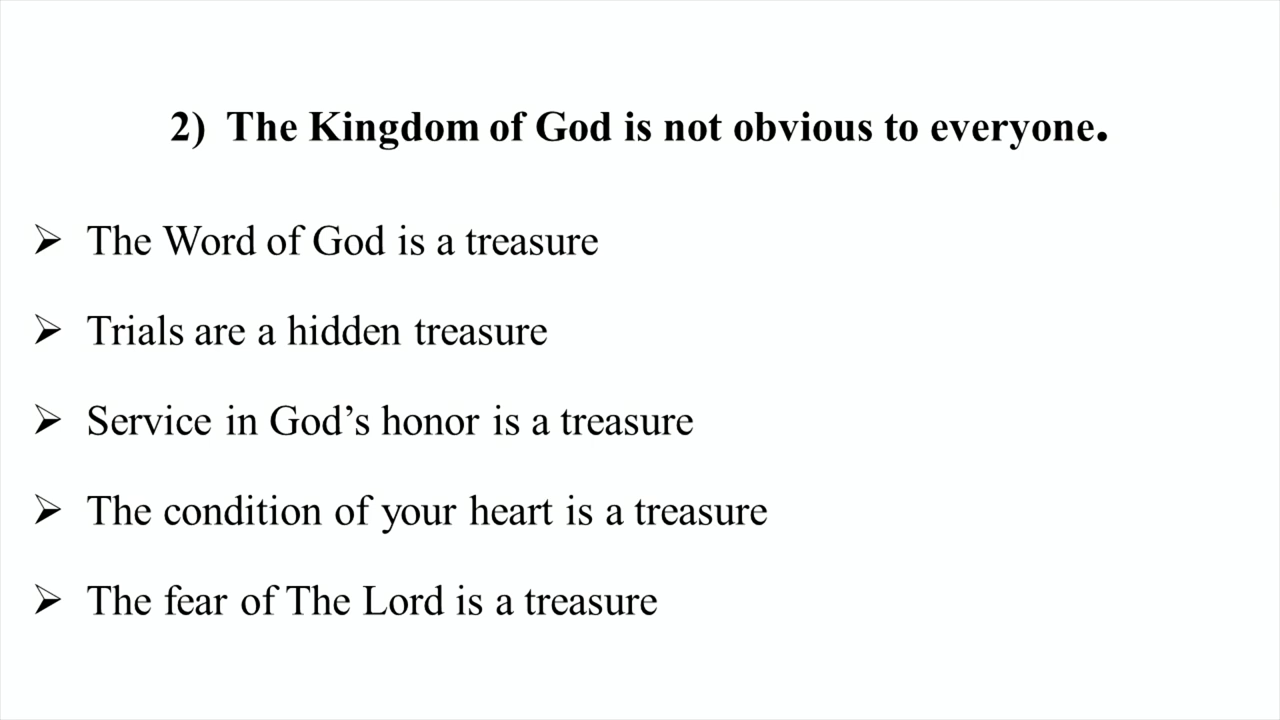 2) The Kingdom of God is not obvious to everyone.
➢ The Word of God is a treasure
➢ Trials are a hidden treasure
➢ Service in God’s honor is a treasure
➢ The condition of your heart is a treasure
➢ The fear of The Lord is a treasure